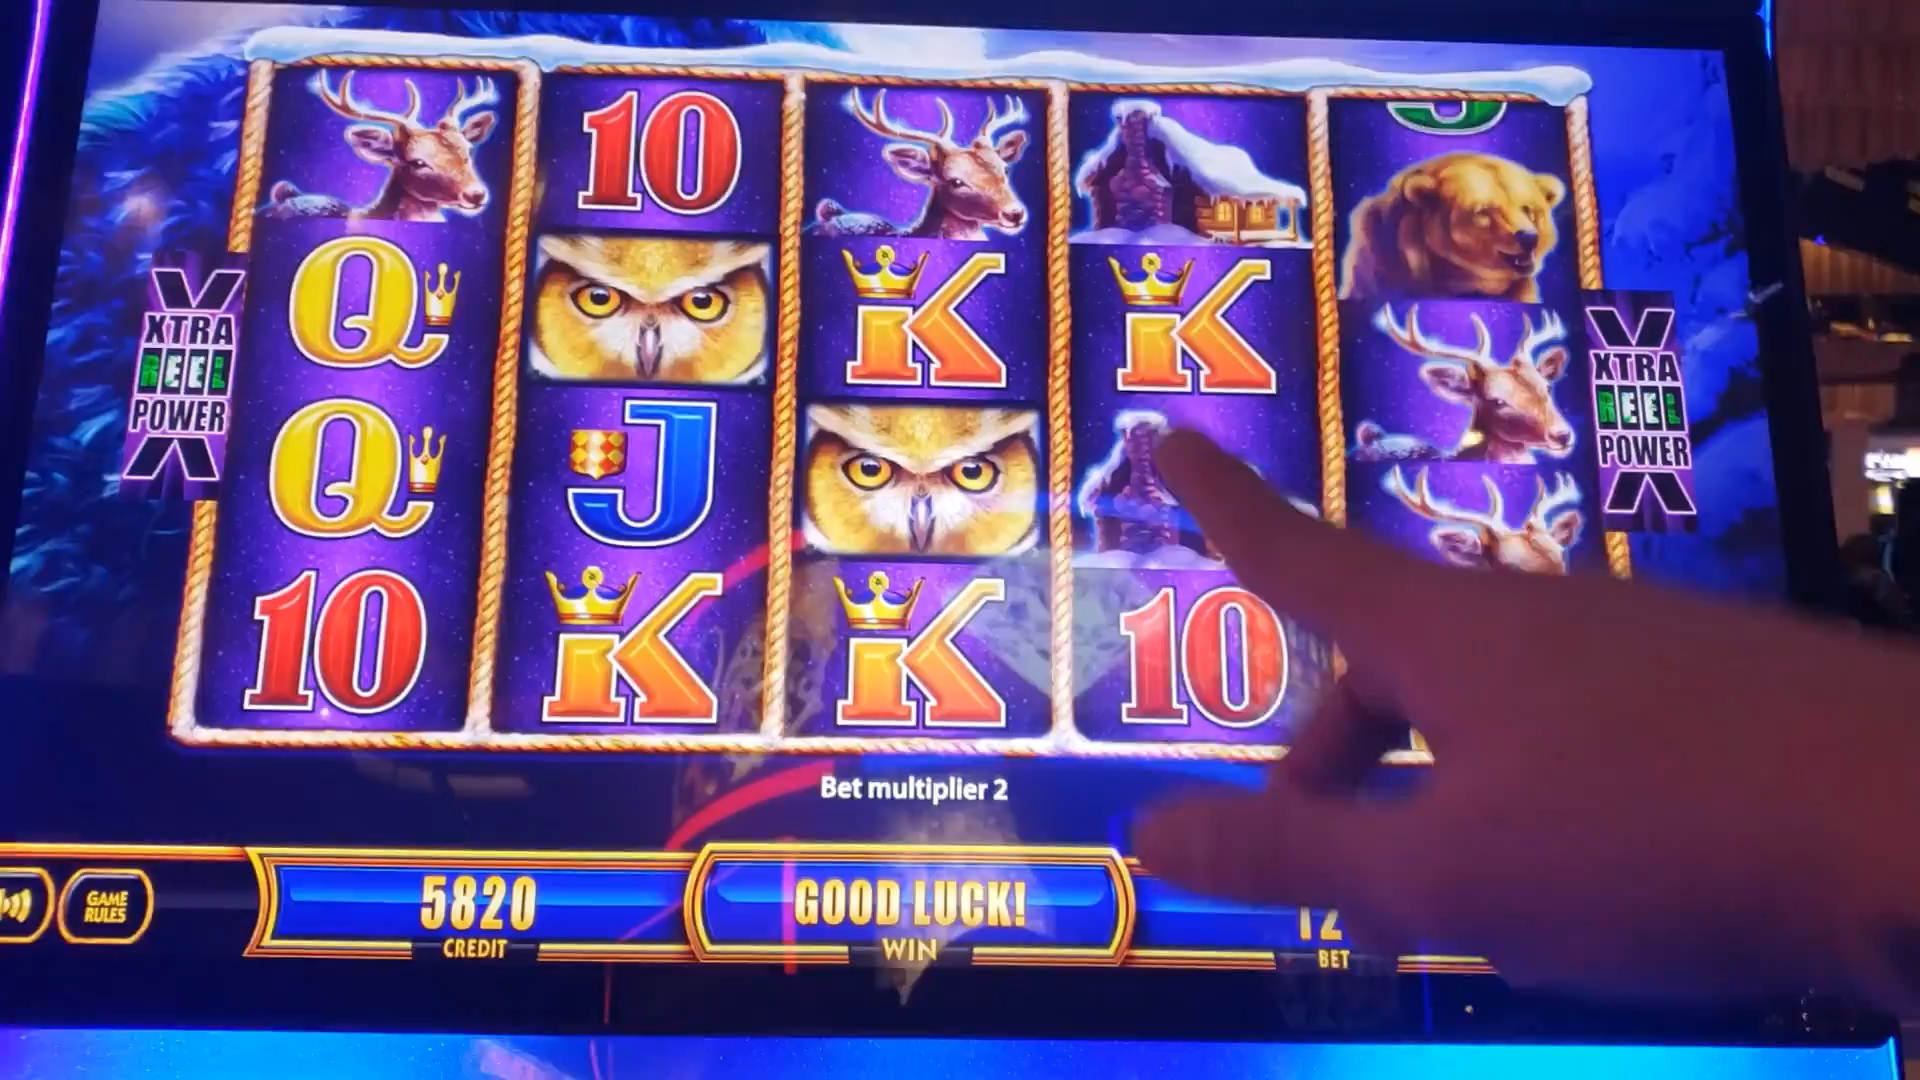 10
J
Q
K
K
XTRA
REEL
POWER
XTRA
REEL
POWER
Q
J
10
K
K
10
Bet multiplier 2
GAME
RULES
5820
CREDIT
GOOD LUCK!
WIN
12
BET